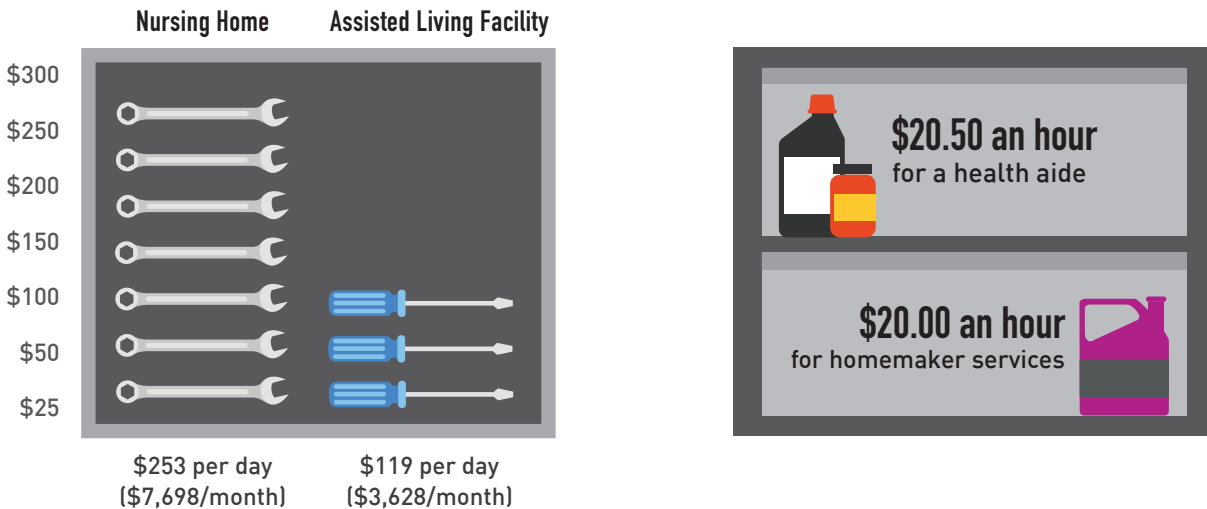 Nursing Home
Assisted Living Facility
$300
$250
$200
$150
$100
$50
$25
$253 per day
($7,698/month)
$119 per day
($3,628/month)
$20.50 an hour
for a health aide
$20.00 an hour
for homemaker services